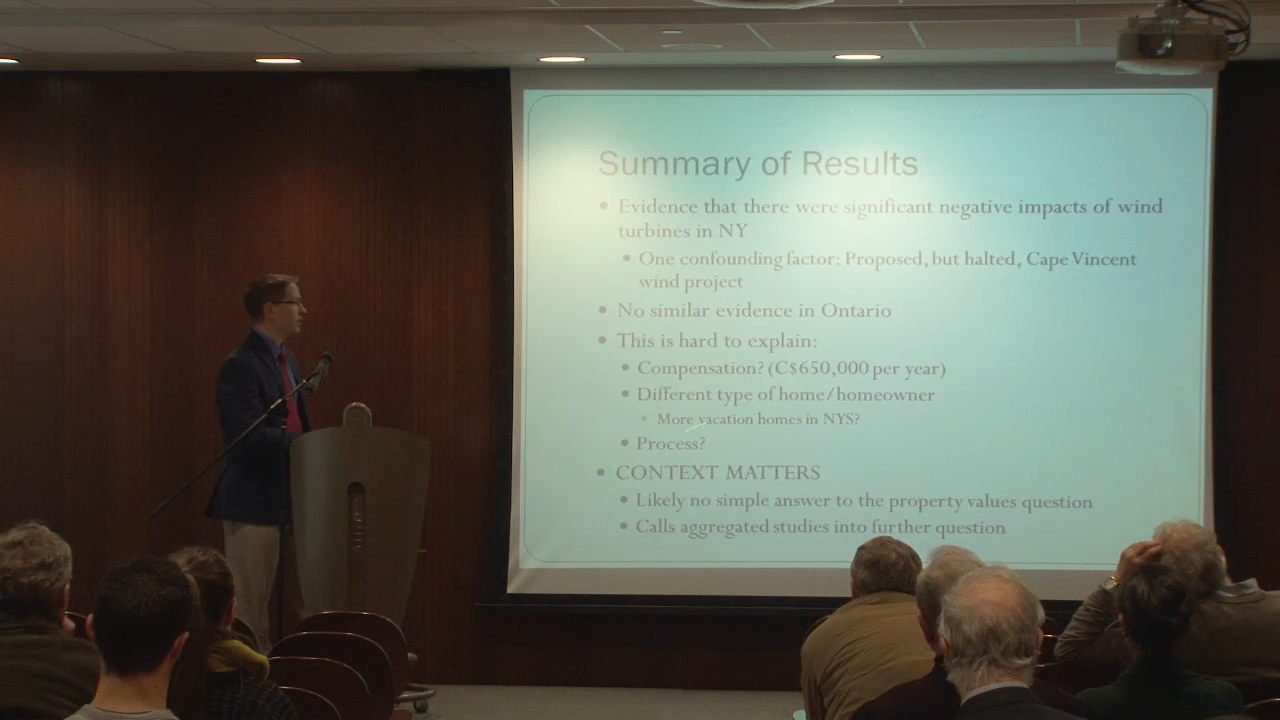 Summary of Results
• Evidence that there were significant negative impacts of wind
turbines in NY
• One confounding factor: Proposed, but halted, Cape Vincent
wind project
• No similar evidence in Ontario
• This is hard to explain:
• Compensation? (C$650,000 per year)
• Different type of home/homeowner
• More vacation homes in NYS?
• Process?
• CONTEXT MATTERS
• Likely no simple answer to the property values question
• Calls aggregated studies into further question